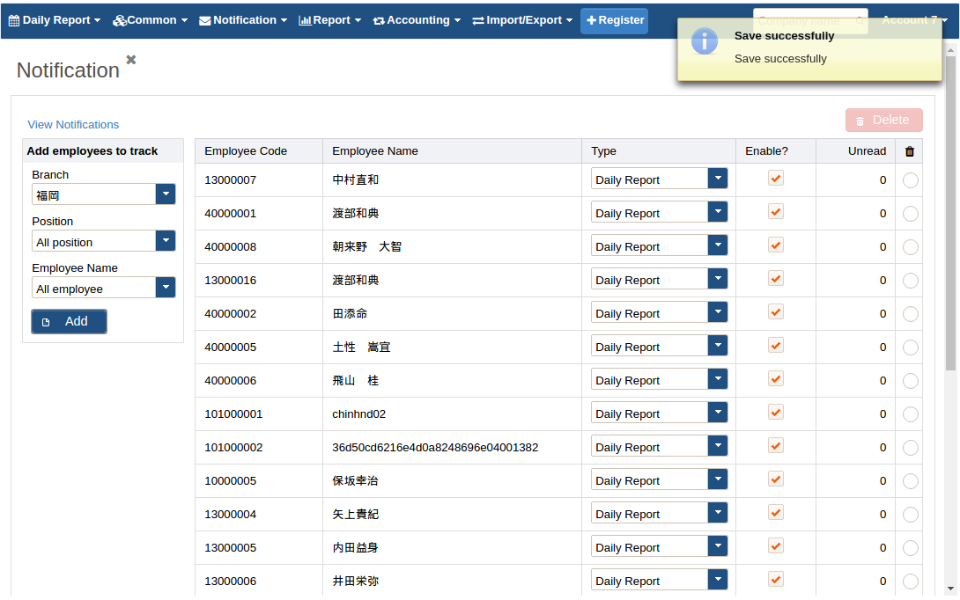 Daily Report Common Notification Report Accounting Import/Export Register Account 7
Save successfully
Save successfully
Notification
View Notifications
Delete
Add employees to track
Branch
福岡
Position
All position
Employee Name
All employee
Add
Employee Code Employee Name Type Enable? Unread
13000007 中村直和 Daily Report 0
40000001 渡部和典 Daily Report 0
40000008 朝来野 大智 Daily Report 0
13000016 渡部和典 Daily Report 0
40000002 田添命 Daily Report 0
40000005 土性 嵩宜 Daily Report 0
40000006 飛山 桂 Daily Report 0
101000001 chinhnd02 Daily Report 0
101000002 36d50cd6216e4d0a8248696e04001382 Daily Report 0
10000005 保坂幸治 Daily Report 0
13000004 矢上貴紀 Daily Report 0
13000005 内田益身 Daily Report 0
13000006 井田栄弥 Daily Report 0